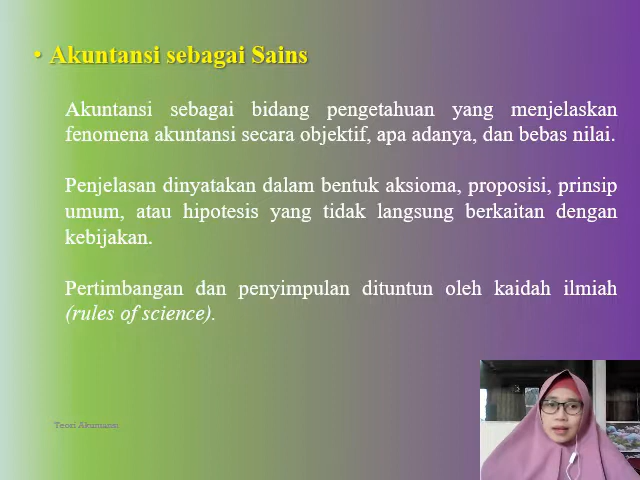 • Akuntansi sebagai Sains
Akuntansi sebagai bidang pengetahuan yang menjelaskan
fenomena akuntansi secara objektif, apa adanya, dan bebas nilai.
Penjelasan dinyatakan dalam bentuk aksioma, proposisi, prinsip
umum, atau hipotesis yang tidak langsung berkaitan dengan
kebijakan.
Pertimbangan dan penyimpulan dituntun oleh kaidah ilmiah
(rules of science).
Teori Akuntansi